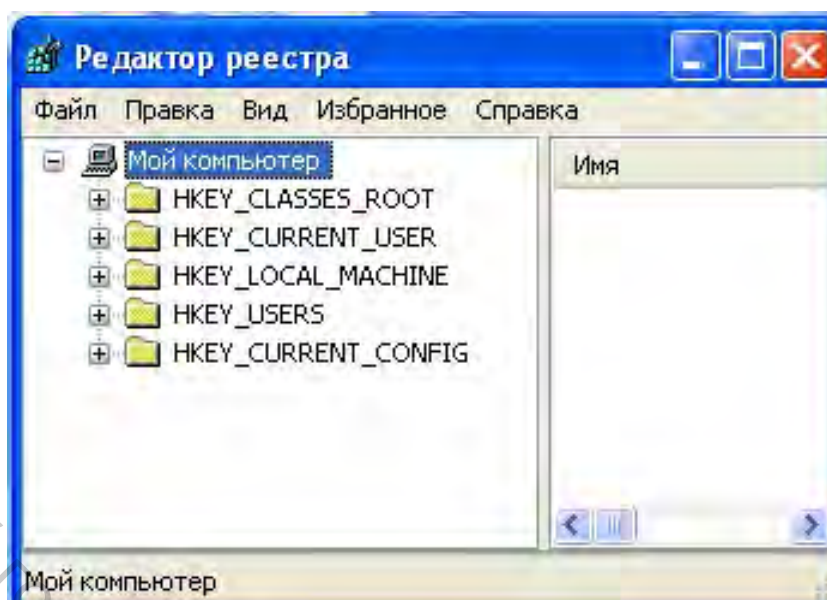 Редактор реестра
Файл Правка Вид Избранное Справка
Мой компьютер
Имя
HKEY_CLASSES_ROOT
HKEY_CURRENT_USER
HKEY_LOCAL_MACHINE
HKEY_USERS
HKEY_CURRENT_CONFIG
Мой компьютер